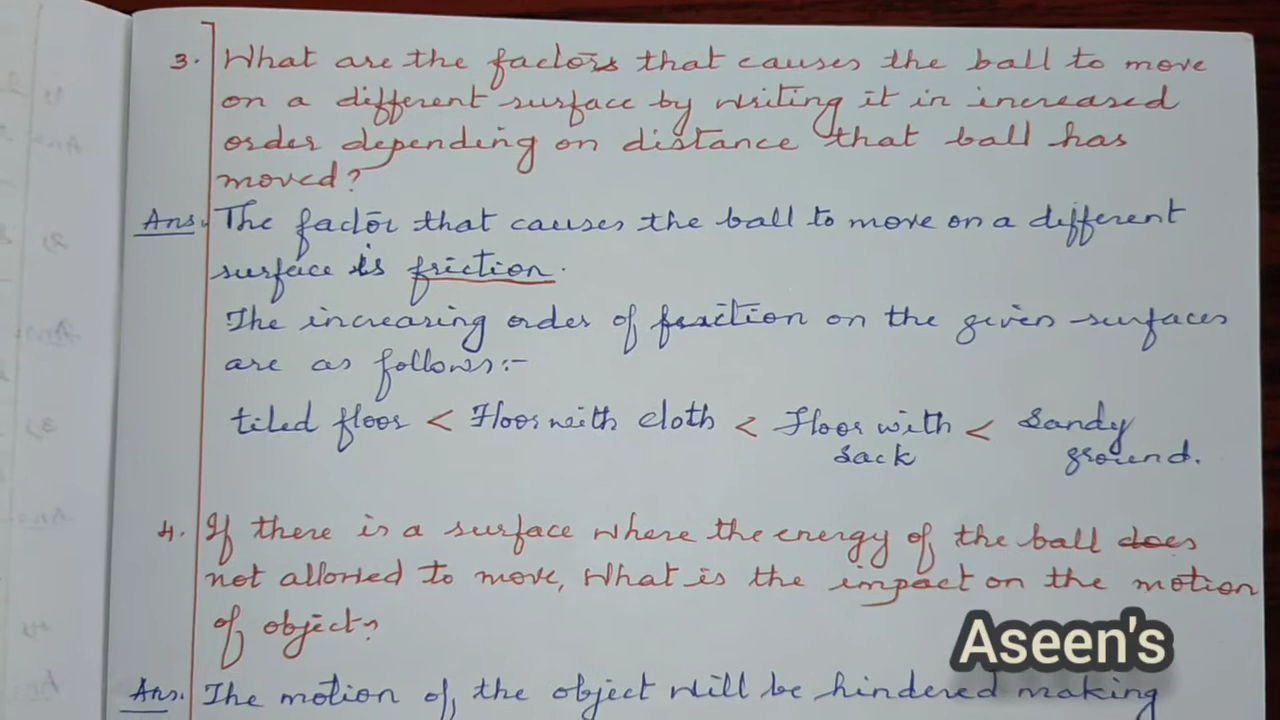 3. What are the factors that causes the ball to move
on a different surface by writing it in increased
order depending on distance that ball has
moved?
Ans. The factor that causes the ball to move on a different
surface is friction.
The increasing order of friction on the given surfaces
are as follows:-
tiled floor < Floor with cloth < Floor with < Sandy
sack ground.
4. If there is a surface where the energy of the ball does
not allowed to move, What is the impact on the motion
of object?
Aseen's
Ans. The motion of the object will be hindered making